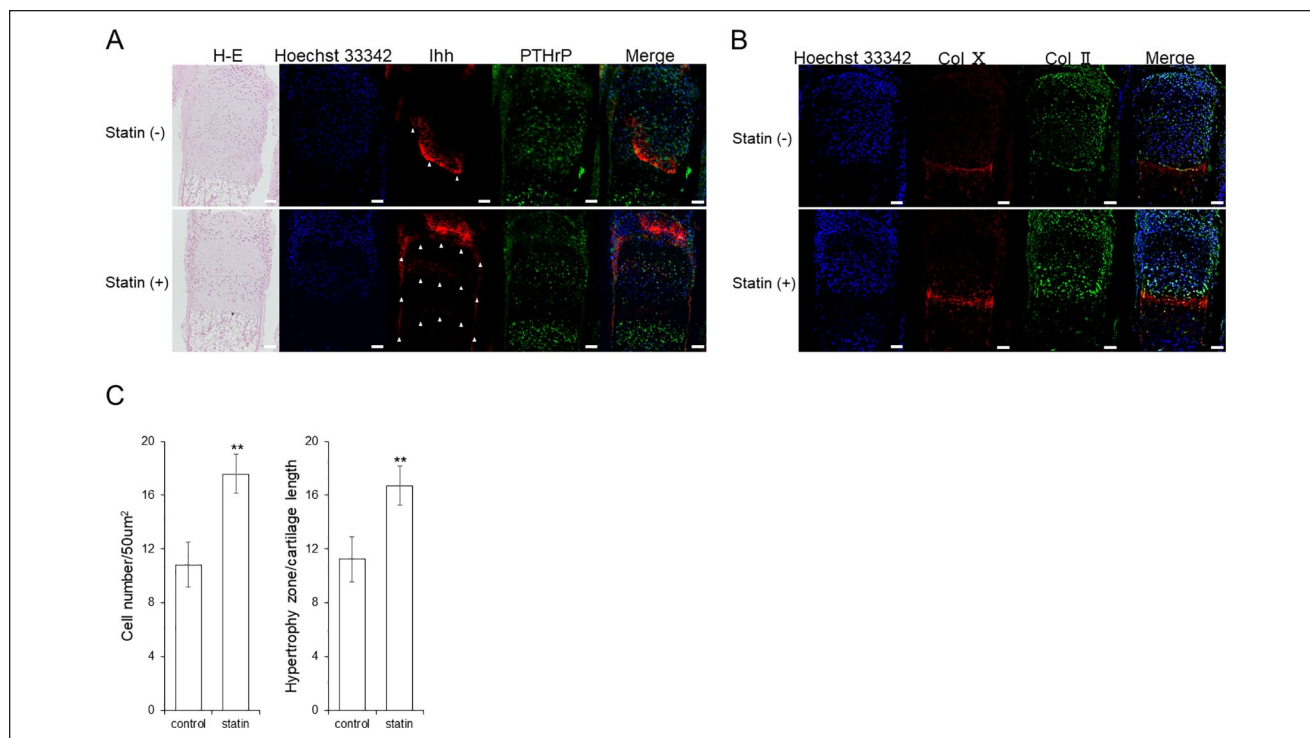 A
H-E Hoechst 33342 Ihh PTHrP Merge
Statin (-)
Statin (+)
B
Hoechst 33342 Col Ⅹ Col Ⅱ Merge
Statin (-)
Statin (+)
C
Cell number/50um²
20
16
12
8
4
0
**
control statin
Hypertrophy zone/cartilage length
20
16
12
8
4
0
**
control statin